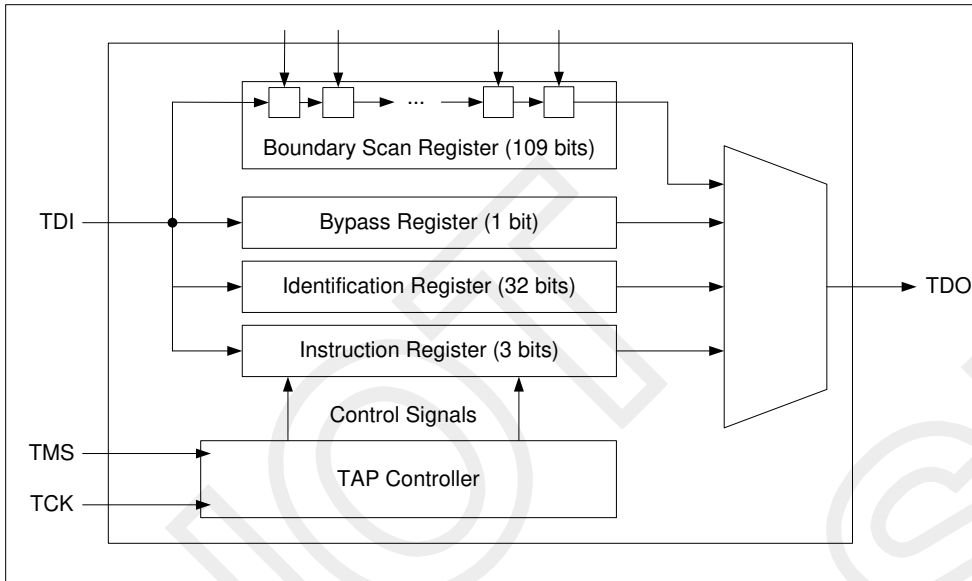 ...
Boundary Scan Register (109 bits)
TDI
Bypass Register (1 bit)
Identification Register (32 bits)
TDO
Instruction Register (3 bits)
Control Signals
TMS
TAP Controller
TCK